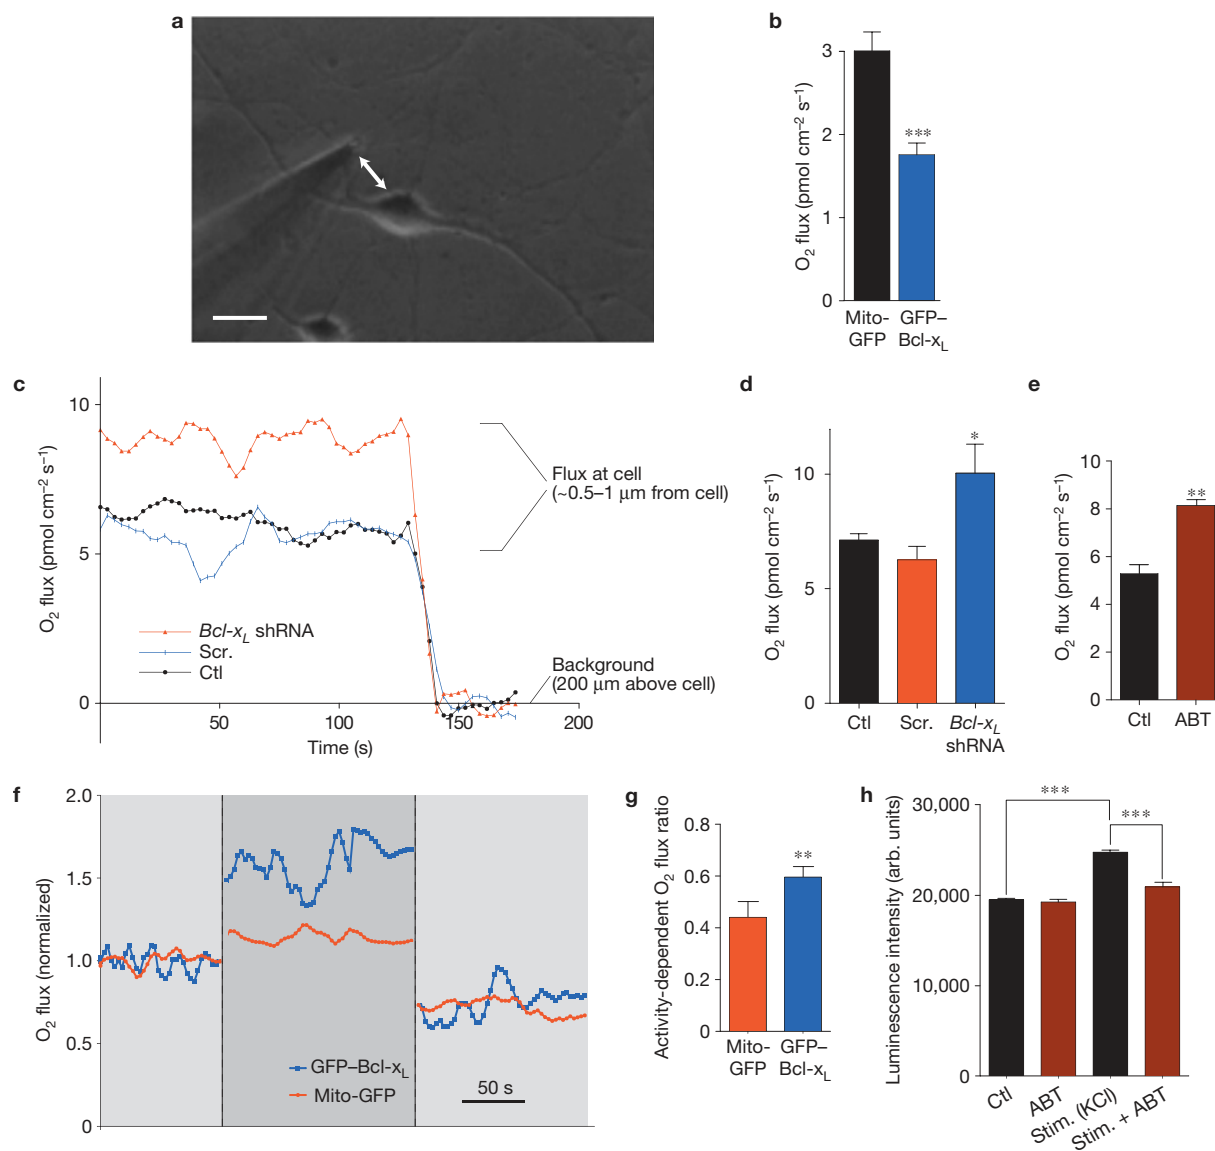 a
b
3
2
1
0
O₂ flux (pmol cm⁻² s⁻¹)
***
Mito-
GFP
GFP–
Bcl-x_L
c
10
5
0
O₂ flux (pmol cm⁻² s⁻¹)
Flux at cell
(~0.5–1 µm from cell)
Bcl-x_L shRNA
Scr.
Ctl
Background
(200 µm above cell)
50
100
150
200
Time (s)
d
10
5
0
O₂ flux (pmol cm⁻² s⁻¹)
*
Ctl
Scr.
Bcl-x_L
shRNA
e
10
8
6
4
2
0
O₂ flux (pmol cm⁻² s⁻¹)
**
Ctl
ABT
f
2.0
1.5
1.0
0.5
0
O₂ flux (normalized)
GFP–Bcl-x_L
Mito-GFP
50 s
g
0.8
0.6
0.4
0.2
0
Activity-dependent O₂ flux ratio
**
Mito-
GFP
GFP–
Bcl-x_L
h
30,000
20,000
10,000
0
Luminescence intensity (arb. units)
***
***
Ctl
ABT
Stim. (KCl)
Stim. + ABT